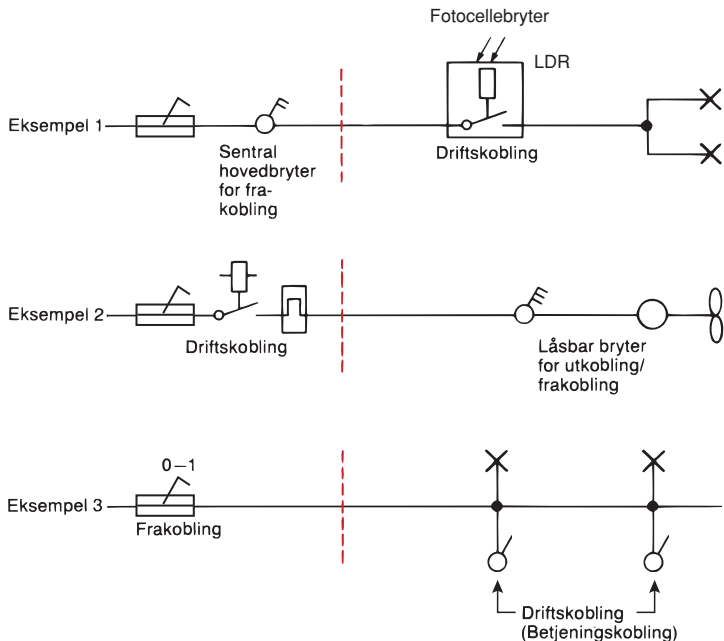 Fotocellebryter
LDR
Eksempel 1
Sentral
hovedbryter
for fra-
kobling
Driftskobling
Eksempel 2
Driftskobling
Låsbar bryter
for utkobling/
frakobling
0–1
Eksempel 3
Frakobling
Driftskobling
(Betjeningskobling)